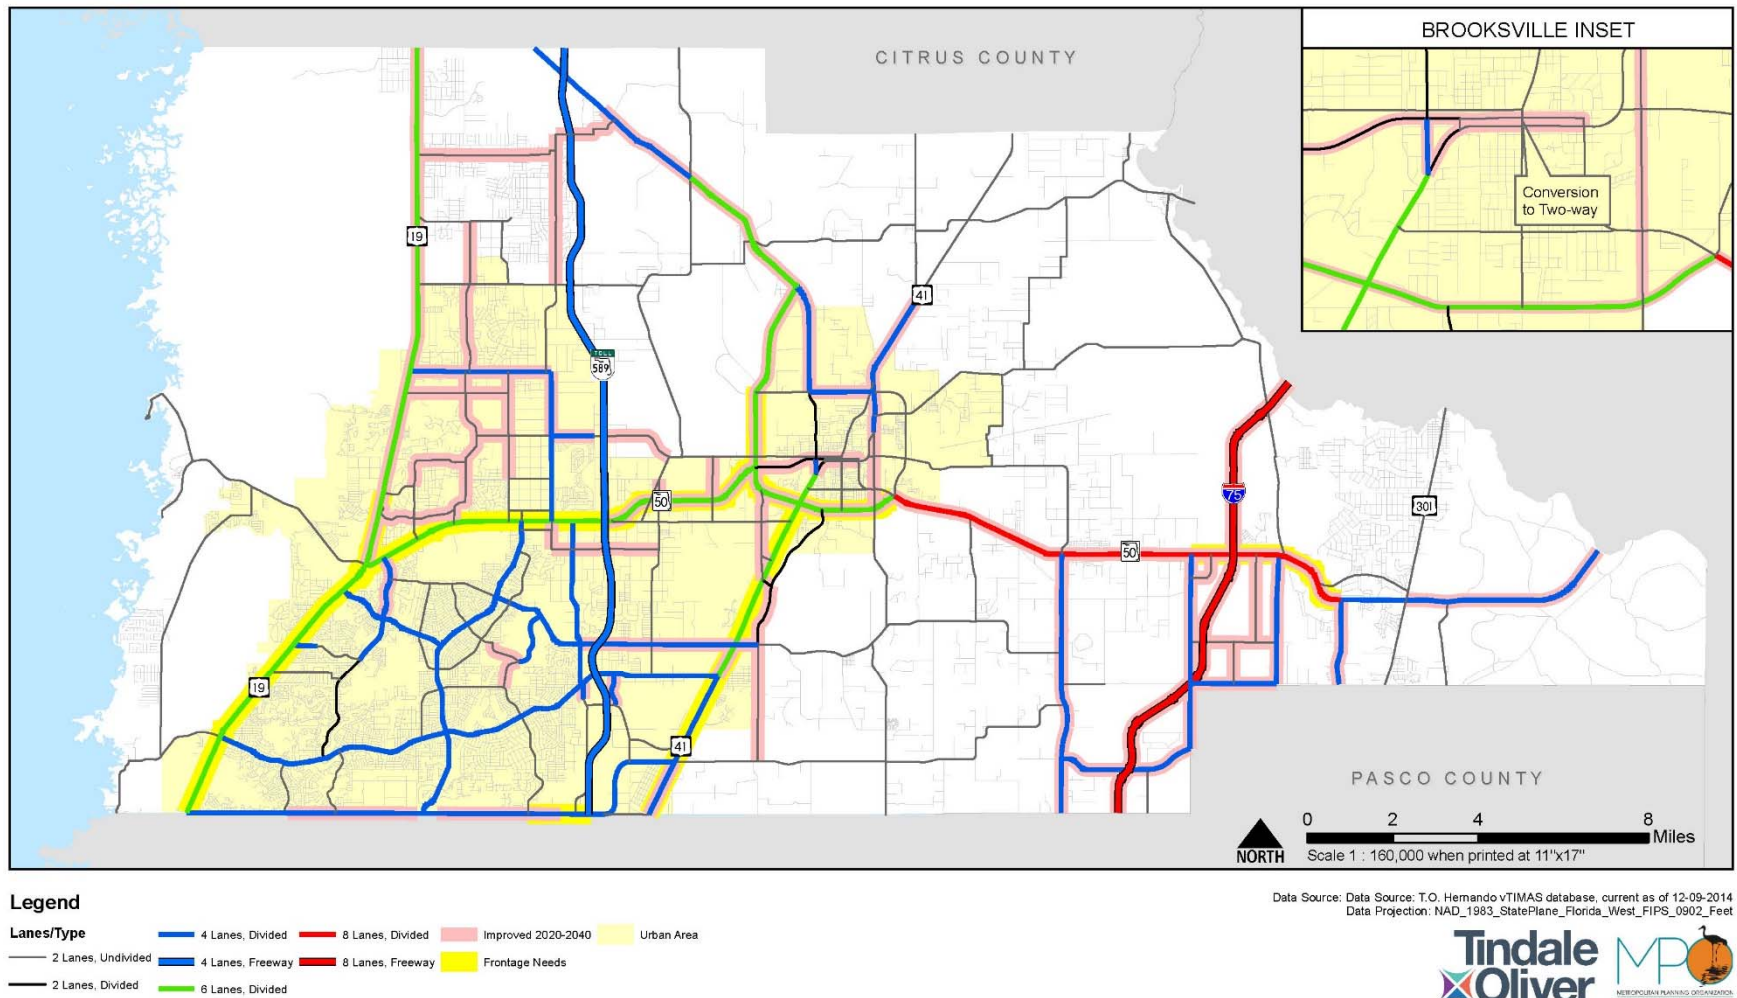 CITRUS COUNTY
BROOKSVILLE INSET
Conversion
to Two-way
19
41
TOLL
589
50
75
301
50
19
41
PASCO COUNTY
0 2 4 8
Miles
NORTH
Scale 1 : 160,000 when printed at 11"x17"
Legend
Lanes/Type
2 Lanes, Undivided
2 Lanes, Divided
4 Lanes, Divided
4 Lanes, Freeway
6 Lanes, Divided
8 Lanes, Divided
8 Lanes, Freeway
Improved 2020-2040
Frontage Needs
Urban Area
Data Source: Data Source: T.O. Hernando vTIMAS database, current as of 12-09-2014
Data Projection: NAD_1983_StatePlane_Florida_West_FIPS_0902_Feet
Tindale
Oliver
MPO
METROPOLITAN PLANNING ORGANIZATION